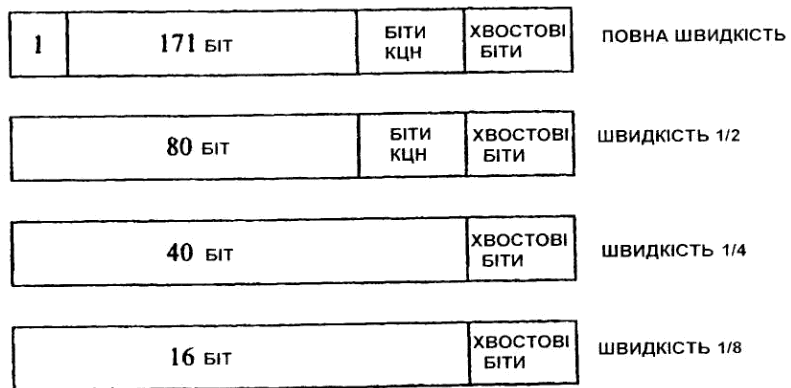 1 171 БІТ БІТИ КЦН ХВОСТОВІ БІТИ ПОВНА ШВИДКІСТЬ
80 БІТ БІТИ КЦН ХВОСТОВІ БІТИ ШВИДКІСТЬ 1/2
40 БІТ ХВОСТОВІ БІТИ ШВИДКІСТЬ 1/4
16 БІТ ХВОСТОВІ БІТИ ШВИДКІСТЬ 1/8